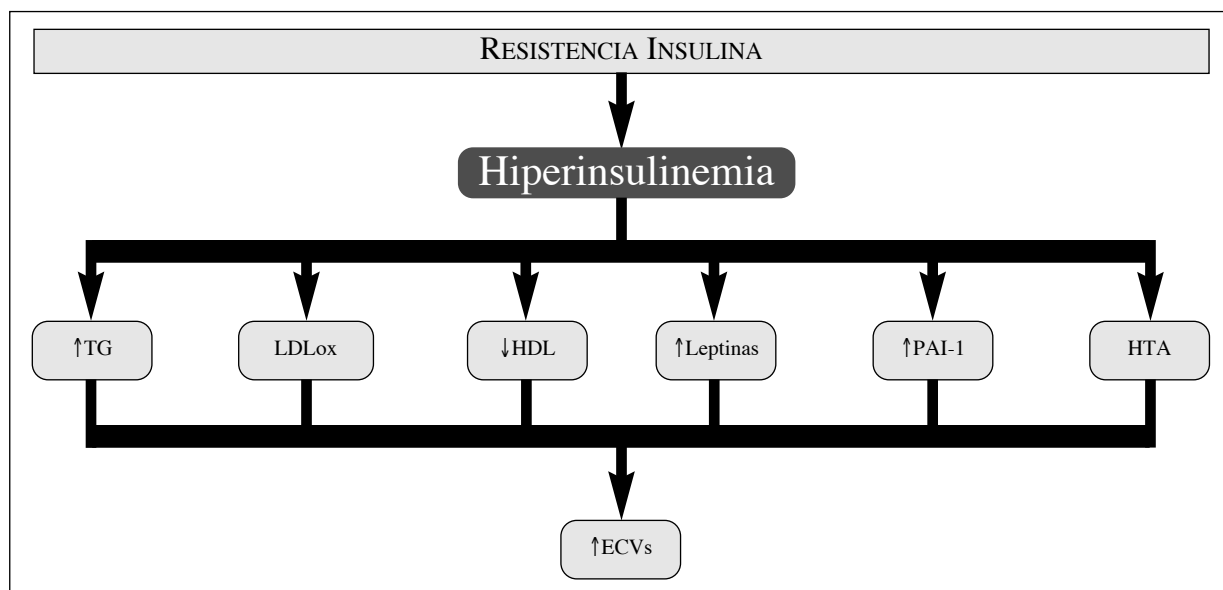 RESISTENCIA INSULINA
Hiperinsulinemia
↑TG
LDLox
↓HDL
↑Leptinas
↑PAI-1
HTA
↑ECVs